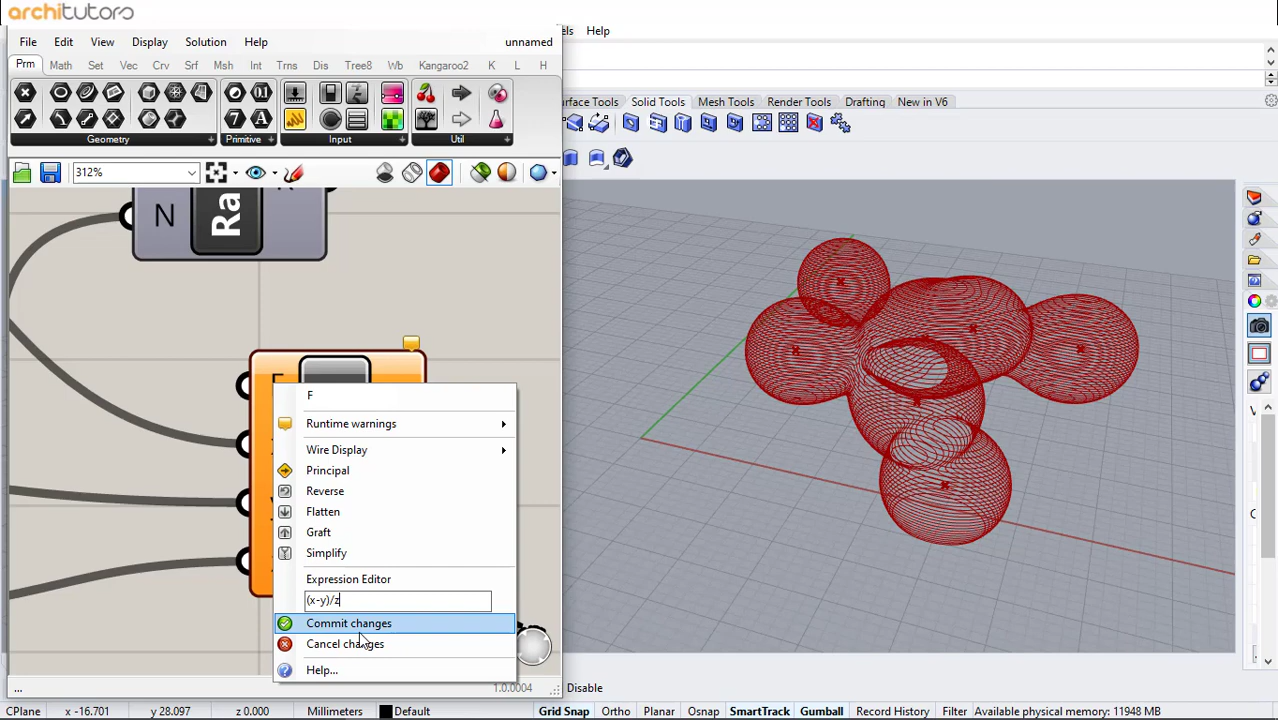 architutors
File Edit View Display Solution Help unnamed
Help
Prm Math Set Vec Crv Srf Msh Int Trns Dis Tree8 Wb Kangaroo2 K L H
urface Tools Solid Tools Mesh Tools Render Tools Drafting New in V6
Geometry Primitive Input Util
312%
N Ra
F
F
Runtime warnings
Wire Display
Principal
Reverse
Flatten
Graft
Simplify
Expression Editor
(x-y)/z
Commit changes
Cancel changes
Help...
... 1.0.0004
Disable
CPlane x -16.701 y 28.097 z 0.000 Millimeters Default Grid Snap Ortho Planar Osnap SmartTrack Gumball Record History Filter Available physical memory: 11948 MB